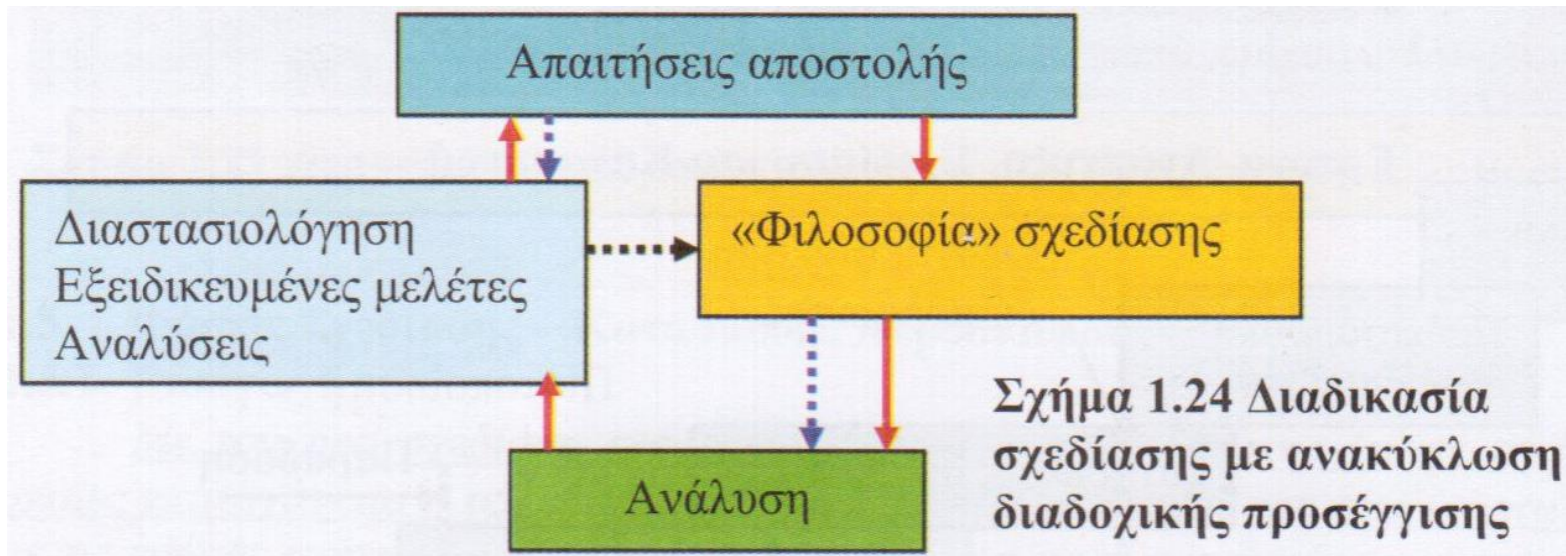 Απαιτήσεις αποστολής
Διαστασιολόγηση
Εξειδικευμένες μελέτες
Αναλύσεις
«Φιλοσοφία» σχεδίασης
Ανάλυση
Σχήμα 1.24 Διαδικασία
σχεδίασης με ανακύκλωση
διαδοχικής προσέγγισης